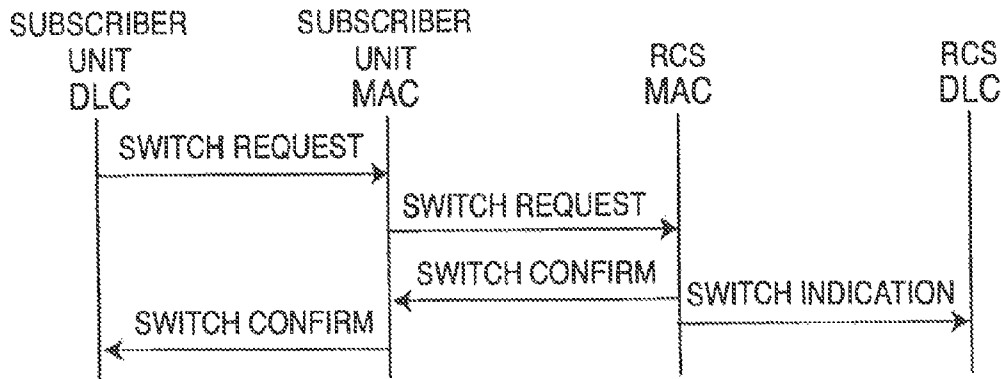 SUBSCRIBER
UNIT
DLC
SUBSCRIBER
UNIT
MAC
RCS
MAC
RCS
DLC
SWITCH REQUEST
SWITCH REQUEST
SWITCH CONFIRM
SWITCH INDICATION
SWITCH CONFIRM